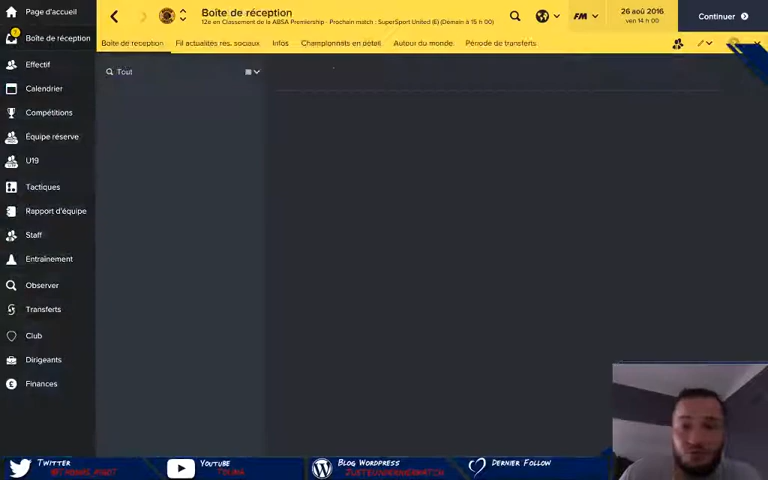 Page d'accueil
Boîte de réception
Effectif
Calendrier
Compétitions
Équipe réserve
U19
Tactiques
Rapport d'équipe
Staff
Entraînement
Observer
Transferts
Club
Dirigeants
Finances
Boîte de réception
12e en Classement de la ABSA Premiership - Prochain match : SuperSport United (E) (Demain à 15 h 00)
FM
26 aoû 2016
ven 14 h 00
Continuer
Boîte de réception
Fil actualités rés. sociaux
Infos
Championnats en détail
Autour du monde
Période de transferts
Tout
Twitter
Youtube
Blog Wordpress
Dernier Follow